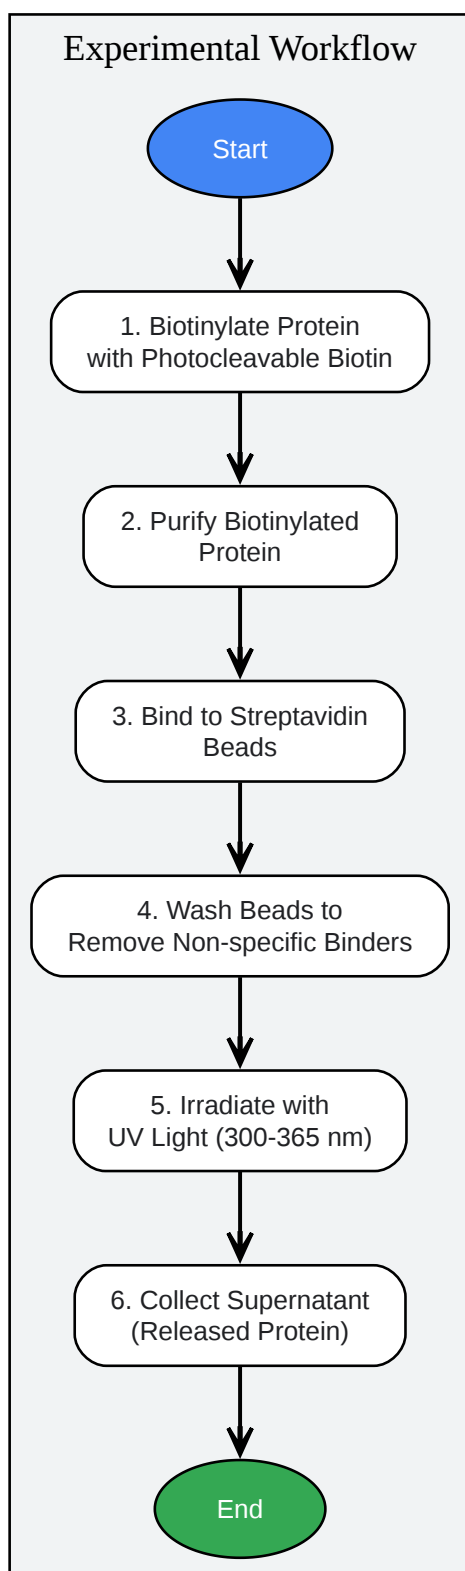 Experimental Workflow
Start
1. Biotinylate Protein
with Photocleavable Biotin
2. Purify Biotinylated
Protein
3. Bind to Streptavidin
Beads
4. Wash Beads to
Remove Non-specific Binders
5. Irradiate with
UV Light (300-365 nm)
6. Collect Supernatant
(Released Protein)
End